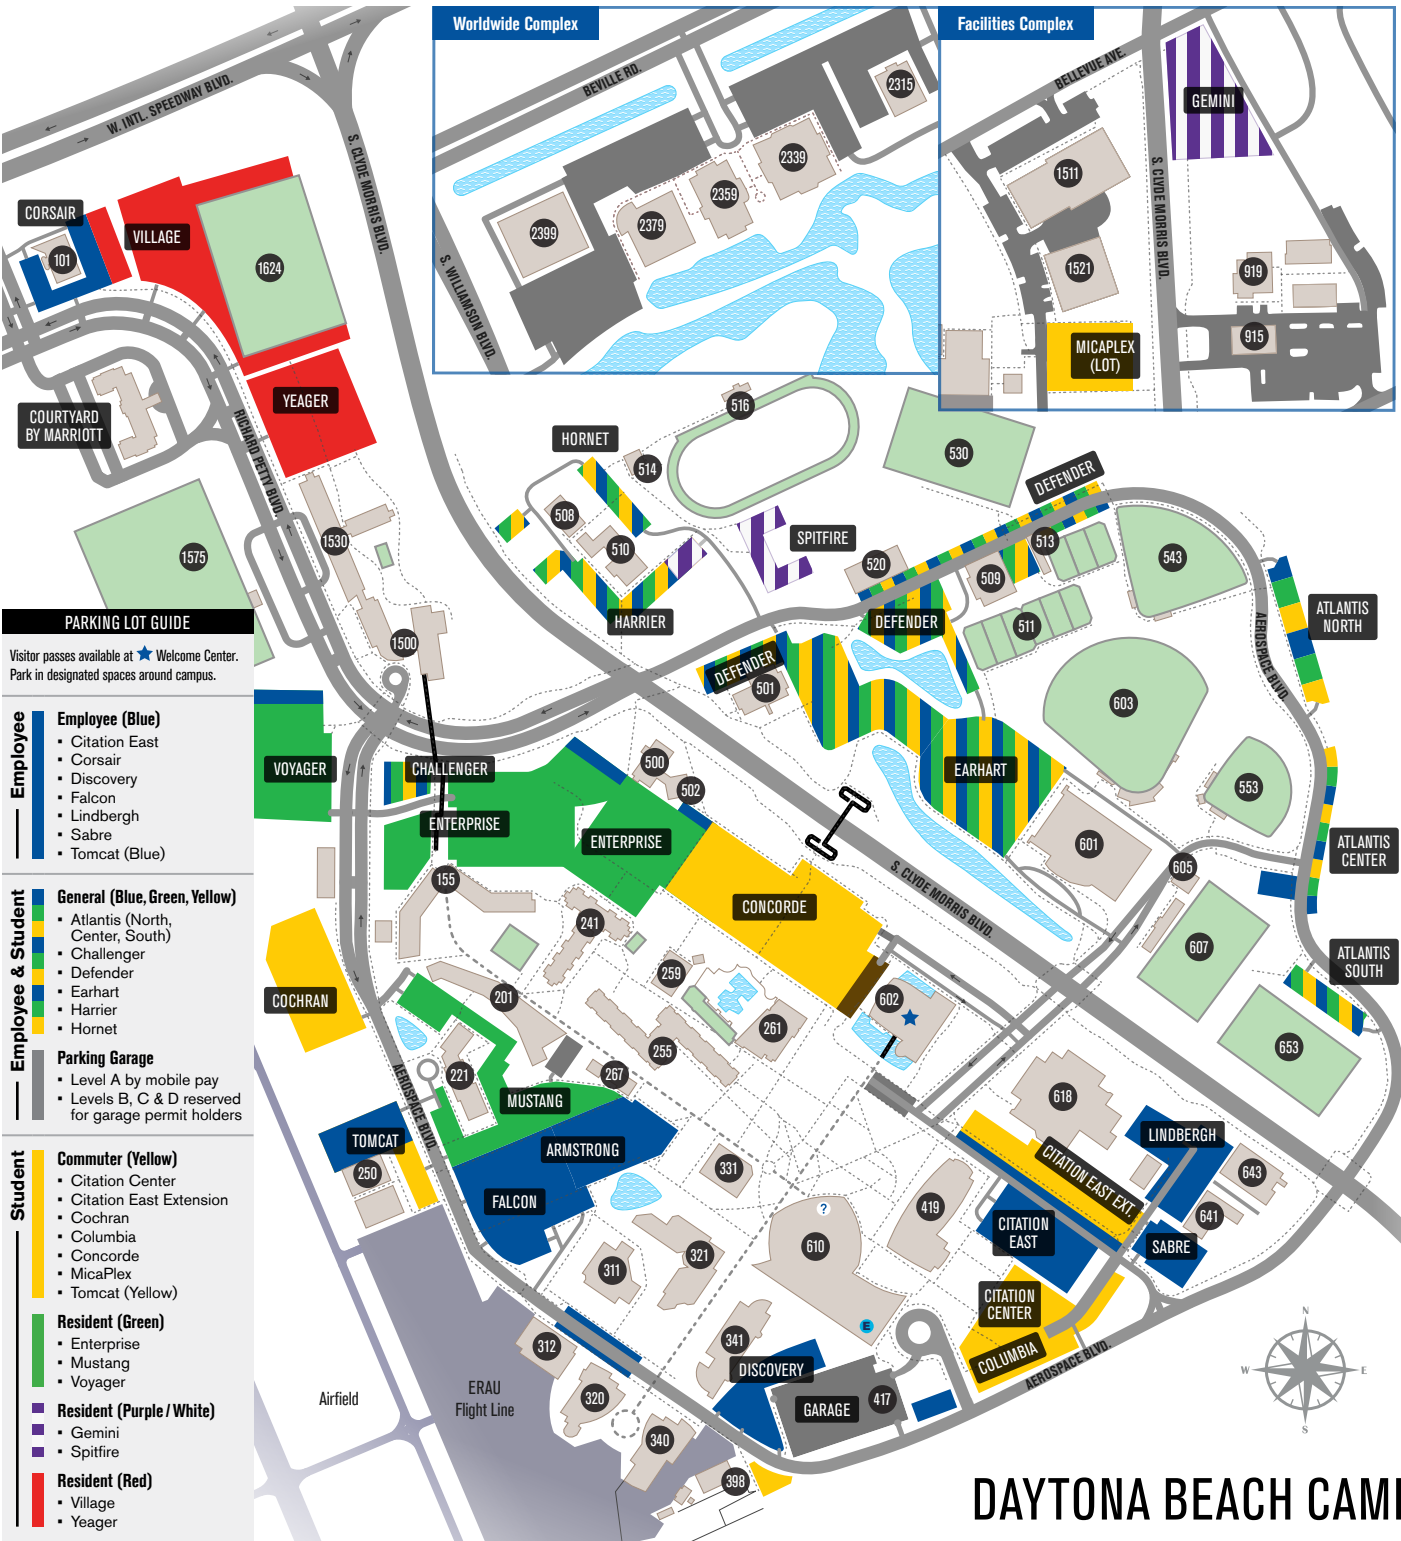 Worldwide Complex
Facilities Complex
W. INTL. SPEEDWAY BLVD.
S. CLYDE MORRIS BLVD.
BEVILLE RD.
S. WILLIAMSON BLVD.
2315
2339
2359
2379
2399
BELLEVUE AVE.
GEMINI
S. CLYDE MORRIS BLVD.
1511
1521
919
915
MICAPLEX
(LOT)
CORSAIR
101
VILLAGE
1624
YEAGER
COURTYARD
BY MARRIOTT
RICHARD PETTY BLVD.
1575
1530
1500
HORNET
514
516
508
510
HARRIER
SPITFIRE
530
DEFENDER
520
513
509
543
511
DEFENDER
DEFENDER
501
ATLANTIS
NORTH
AEROSPACE BLVD.
603
553
EARHART
601
605
ATLANTIS
CENTER
607
ATLANTIS
SOUTH
653
PARKING LOT GUIDE
Visitor passes available at Welcome Center.
Park in designated spaces around campus.
Employee
Employee (Blue)
▪ Citation East
▪ Corsair
▪ Discovery
▪ Falcon
▪ Lindbergh
▪ Sabre
▪ Tomcat (Blue)
Employee & Student
General (Blue, Green, Yellow)
▪ Atlantis (North,
Center, South)
▪ Challenger
▪ Defender
▪ Earhart
▪ Harrier
▪ Hornet
Parking Garage
▪ Level A by mobile pay
▪ Levels B, C & D reserved
for garage permit holders
Student
Commuter (Yellow)
▪ Citation Center
▪ Citation East Extension
▪ Cochran
▪ Columbia
▪ Concorde
▪ MicaPlex
▪ Tomcat (Yellow)
Resident (Green)
▪ Enterprise
▪ Mustang
▪ Voyager
Resident (Purple / White)
▪ Gemini
▪ Spitfire
Resident (Red)
▪ Village
▪ Yeager
VOYAGER
CHALLENGER
ENTERPRISE
ENTERPRISE
500
502
S. CLYDE MORRIS BLVD.
155
241
CONCORDE
COCHRAN
201
259
602
261
255
221
267
MUSTANG
AEROSPACE BLVD.
TOMCAT
250
ARMSTRONG
FALCON
331
618
LINDBERGH
CITATION EAST EXT.
643
641
SABRE
419
CITATION
EAST
?
610
321
311
CITATION
CENTER
COLUMBIA
AEROSPACE BLVD.
E
341
312
DISCOVERY
320
GARAGE
417
340
398
Airfield
ERAU
Flight Line
N
W
E
S
DAYTONA BEACH CAM